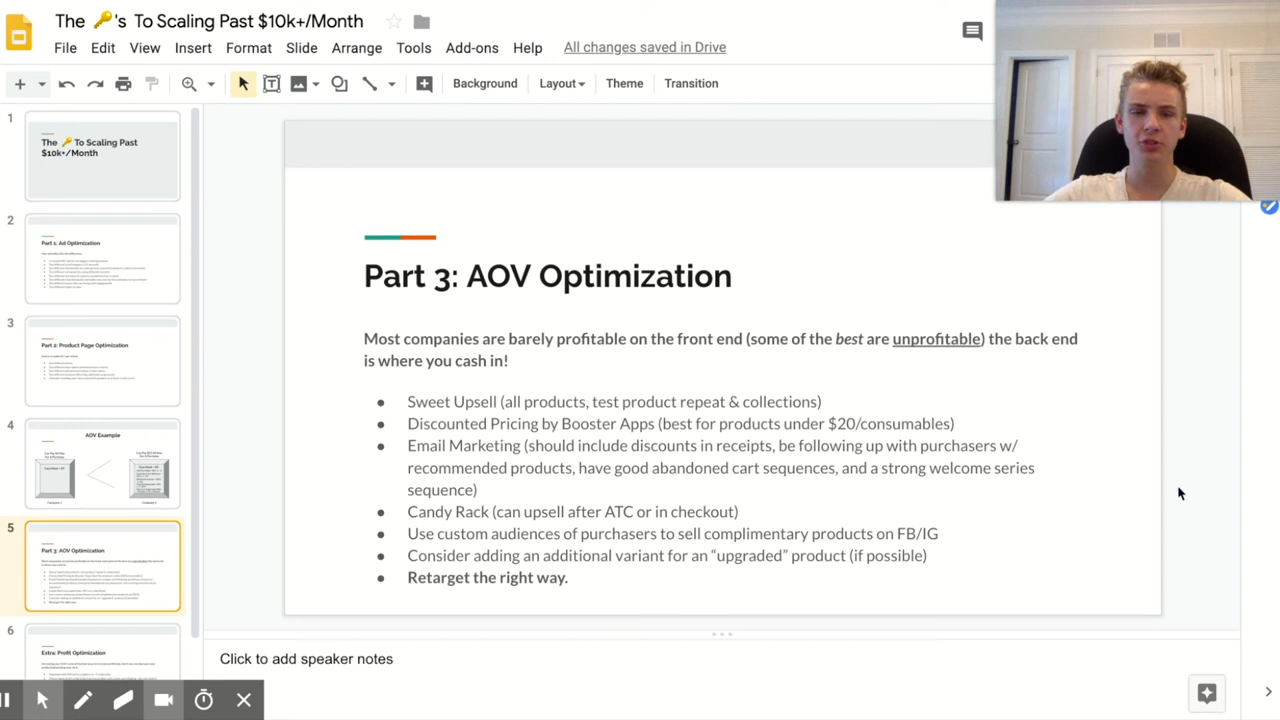 The 🔑's To Scaling Past $10k+/Month
File Edit View Insert Format Slide Arrange Tools Add-ons Help All changes saved in Drive
Background Layout Theme Transition
1
The 🔑 To Scaling Past
$10k+/Month
2
Part 1: Ad Optimization
3
Part 2: Product Page Optimization
4
AOV Example
5
Part 3: AOV Optimization
6
Extra: Profit Optimization
Part 3: AOV Optimization
Most companies are barely profitable on the front end (some of the best are unprofitable) the back end
is where you cash in!
● Sweet Upsell (all products, test product repeat & collections)
● Discounted Pricing by Booster Apps (best for products under $20/consumables)
● Email Marketing (should include discounts in receipts, be following up with purchasers w/
recommended products, have good abandoned cart sequences, and a strong welcome series
sequence)
● Candy Rack (can upsell after ATC or in checkout)
● Use custom audiences of purchasers to sell complimentary products on FB/IG
● Consider adding an additional variant for an “upgraded” product (if possible)
● Retarget the right way.
Click to add speaker notes